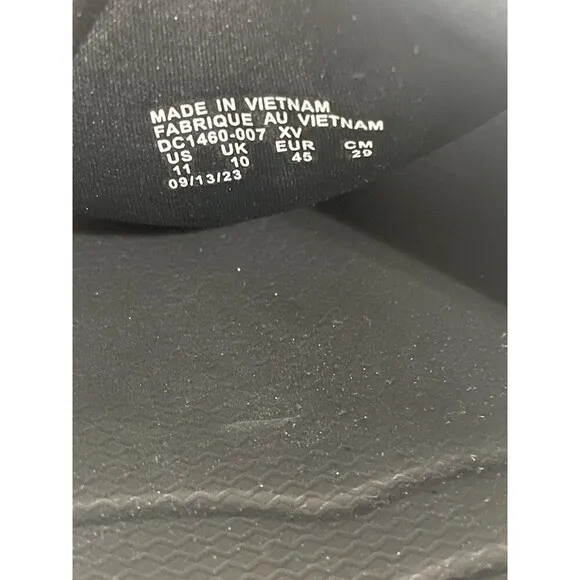 MADE IN VIETNAM
FABRIQUE AU VIETNAM
DC1460-007 XV
US UK EUR CM
11 10 45 29
09/13/23